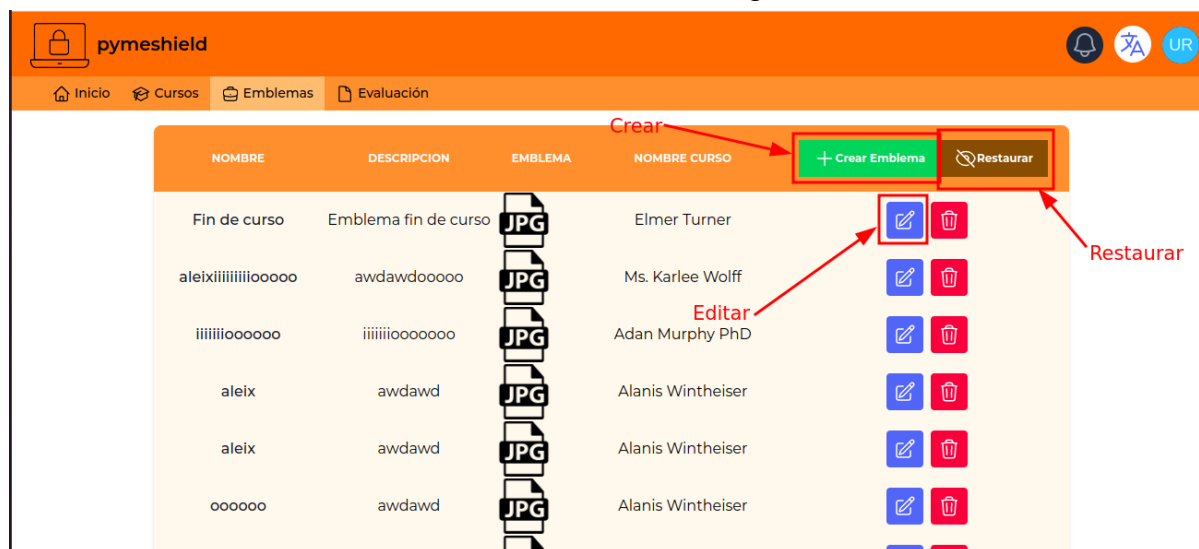 pymeshield
UR
Inicio Cursos Emblemas Evaluación
Crear
NOMBRE DESCRIPCION EMBLEMA NOMBRE CURSO Crear Emblema Restaurar
Fin de curso Emblema fin de curso JPG Elmer Turner
Restaurar
aleixiiiiiiiiiooooo awdawdooooo JPG Ms. Karlee Wolff
Editar
iiiiiiioooooo iiiiiiiooooooo JPG Adan Murphy PhD
aleix awdawd JPG Alanis Wintheiser
aleix awdawd JPG Alanis Wintheiser
oooooo awdawd JPG Alanis Wintheiser